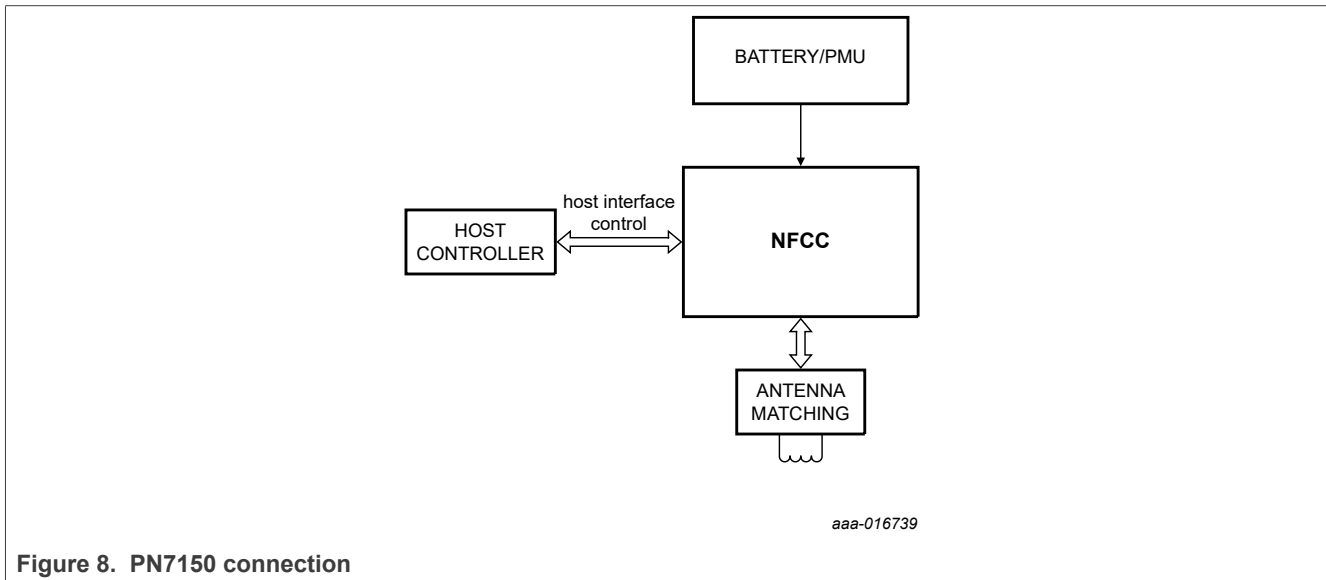 BATTERY/PMU
host interface
control
HOST
CONTROLLER
NFCC
ANTENNA
MATCHING
aaa-016739
Figure 8. PN7150 connection